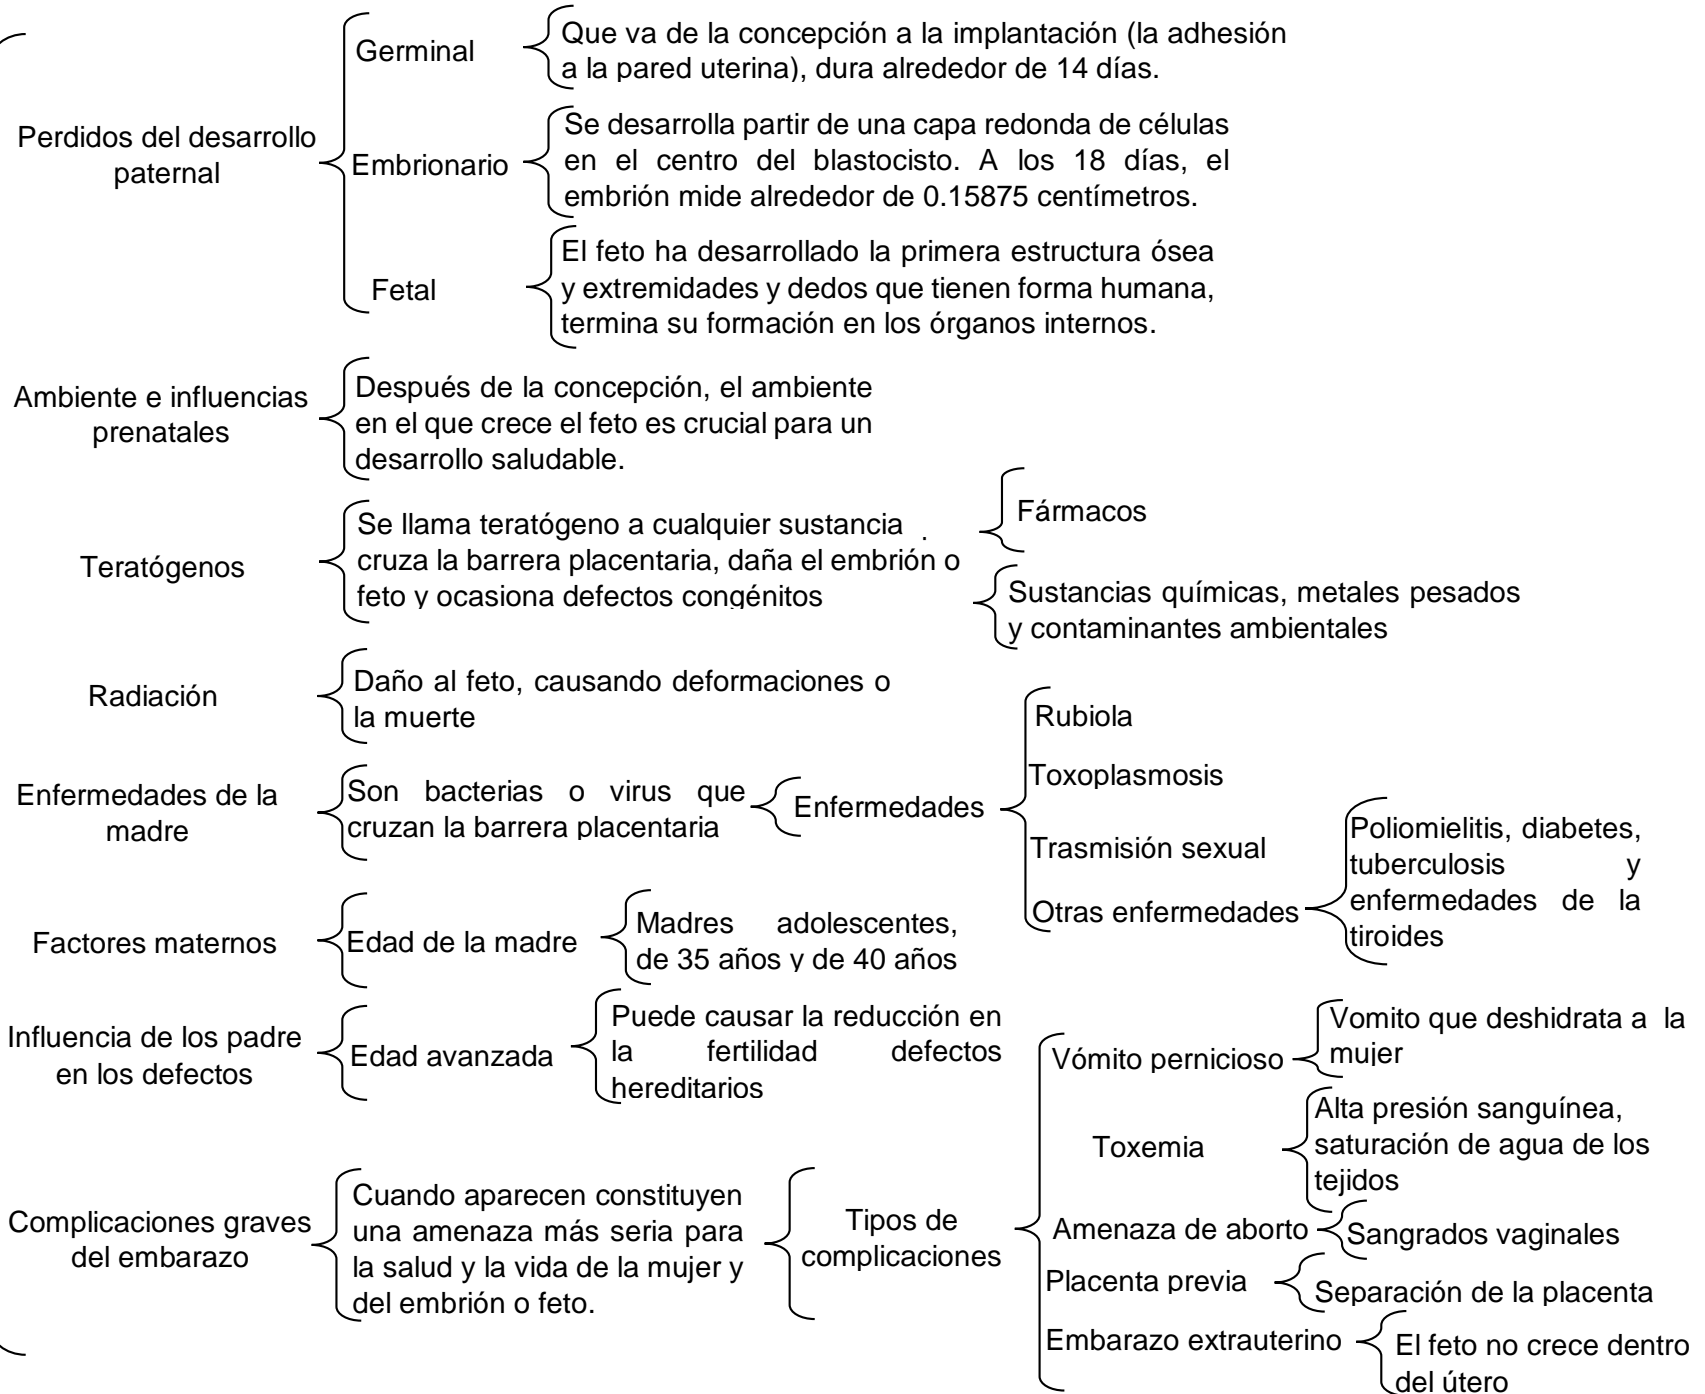 Perdidos del desarrollo
paternal
Germinal
Que va de la concepción a la implantación (la adhesión
a la pared uterina), dura alrededor de 14 días.
Embrionario
Se desarrolla partir de una capa redonda de células
en el centro del blastocisto. A los 18 días, el
embrión mide alrededor de 0.15875 centímetros.
Fetal
El feto ha desarrollado la primera estructura ósea
y extremidades y dedos que tienen forma humana,
termina su formación en los órganos internos.
Ambiente e influencias
prenatales
Después de la concepción, el ambiente
en el que crece el feto es crucial para un
desarrollo saludable.
Teratógenos
Se llama teratógeno a cualquier sustancia .
cruza la barrera placentaria, daña el embrión o
feto y ocasiona defectos congénitos
Fármacos
Sustancias químicas, metales pesados
y contaminantes ambientales
Radiación
Daño al feto, causando deformaciones o
la muerte
Enfermedades de la
madre
Son bacterias o virus que
cruzan la barrera placentaria
Enfermedades
Rubiola
Toxoplasmosis
Trasmisión sexual
Otras enfermedades
Poliomielitis, diabetes,
tuberculosis y
enfermedades de la
tiroides
Factores maternos
Edad de la madre
Madres adolescentes,
de 35 años y de 40 años
Influencia de los padre
en los defectos
Edad avanzada
Puede causar la reducción en
la fertilidad defectos
hereditarios
Complicaciones graves
del embarazo
Cuando aparecen constituyen
una amenaza más seria para
la salud y la vida de la mujer y
del embrión o feto.
Tipos de
complicaciones
Vómito pernicioso
Vomito que deshidrata a la
mujer
Toxemia
Alta presión sanguínea,
saturación de agua de los
tejidos
Amenaza de aborto
Sangrados vaginales
Placenta previa
Separación de la placenta
Embarazo extrauterino
El feto no crece dentro
del útero